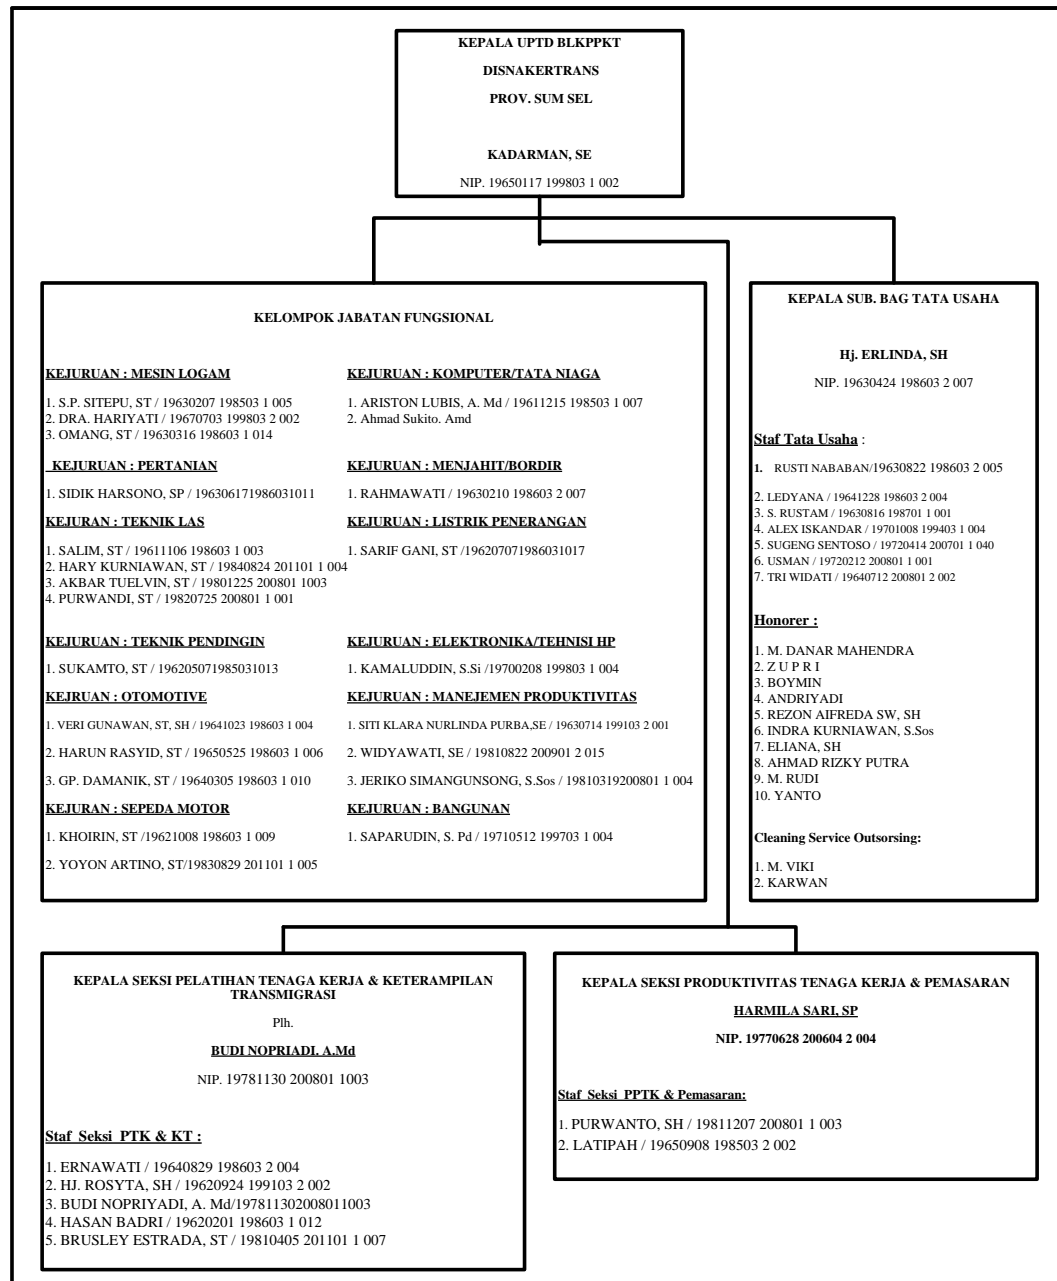 KEPALA UPTD BLKPPKT
DISNAKERTRANS
PROV. SUM SEL
KADARMAN, SE
NIP. 19650117 199803 1 002
KELOMPOK JABATAN FUNGSIONAL
KEJURUAN : MESIN LOGAM
1. S.P. SITEPU, ST / 19630207 198503 1 005
2. DRA. HARIYATI / 19670703 199803 2 002
3. OMANG, ST / 19630316 198603 1 014
KEJURUAN : KOMPUTER/TATA NIAGA
1. ARISTON LUBIS, A. Md / 19611215 198503 1 007
2. Ahmad Sukito. Amd
KEJURUAN : PERTANIAN
1. SIDIK HARSONO, SP / 196306171986031011
KEJURUAN : MENJAHIT/BORDIR
1. RAHMAWATI / 19630210 198603 2 007
KEJURAN : TEKNIK LAS
1. SALIM, ST / 19611106 198603 1 003
2. HARY KURNIAWAN, ST / 19840824 201101 1 004
3. AKBAR TUELVIN, ST / 19801225 200801 1003
4. PURWANDI, ST / 19820725 200801 1 001
KEJURUAN : LISTRIK PENERANGAN
1. SARIF GANI, ST /196207071986031017
KEJURUAN : TEKNIK PENDINGIN
1. SUKAMTO, ST / 196205071985031013
KEJURUAN : ELEKTRONIKA/TEHNISI HP
1. KAMALUDDIN, S.Si /19700208 199803 1 004
KEJRUAN : OTOMOTIVE
1. VERI GUNAWAN, ST, SH / 19641023 198603 1 004
2. HARUN RASYID, ST / 19650525 198603 1 006
3. GP. DAMANIK, ST / 19640305 198603 1 010
KEJURUAN : MANEJEMEN PRODUKTIVITAS
1. SITI KLARA NURLINDA PURBA,SE / 19630714 199103 2 001
2. WIDYAWATI, SE / 19810822 200901 2 015
3. JERIKO SIMANGUNSONG, S.Sos / 19810319200801 1 004
KEJURAN : SEPEDA MOTOR
1. KHOIRIN, ST /19621008 198603 1 009
2. YOYON ARTINO, ST/19830829 201101 1 005
KEJURUAN : BANGUNAN
1. SAPARUDIN, S. Pd / 19710512 199703 1 004
KEPALA SUB. BAG TATA USAHA
Hj. ERLINDA, SH
NIP. 19630424 198603 2 007
Staf Tata Usaha :
1. RUSTI NABABAN/19630822 198603 2 005
2. LEDYANA / 19641228 198603 2 004
3. S. RUSTAM / 19630816 198701 1 001
4. ALEX ISKANDAR / 19701008 199403 1 004
5. SUGENG SENTOSO / 19720414 200701 1 040
6. USMAN / 19720212 200801 1 001
7. TRI WIDATI / 19640712 200801 2 002
Honorer :
1. M. DANAR MAHENDRA
2. Z U P R I
3. BOYMIN
4. ANDRIYADI
5. REZON AIFREDA SW, SH
6. INDRA KURNIAWAN, S.Sos
7. ELIANA, SH
8. AHMAD RIZKY PUTRA
9. M. RUDI
10. YANTO
Cleaning Service Outsorsing:
1. M. VIKI
2. KARWAN
KEPALA SEKSI PELATIHAN TENAGA KERJA & KETERAMPILAN
TRANSMIGRASI
Plh.
BUDI NOPRIADI. A.Md
NIP. 19781130 200801 1003
Staf Seksi PTK & KT :
1. ERNAWATI / 19640829 198603 2 004
2. HJ. ROSYTA, SH / 19620924 199103 2 002
3. BUDI NOPRIYADI, A. Md/197811302008011003
4. HASAN BADRI / 19620201 198603 1 012
5. BRUSLEY ESTRADA, ST / 19810405 201101 1 007
KEPALA SEKSI PRODUKTIVITAS TENAGA KERJA & PEMASARAN
HARMILA SARI, SP
NIP. 19770628 200604 2 004
Staf Seksi PPTK & Pemasaran:
1. PURWANTO, SH / 19811207 200801 1 003
2. LATIPAH / 19650908 198503 2 002